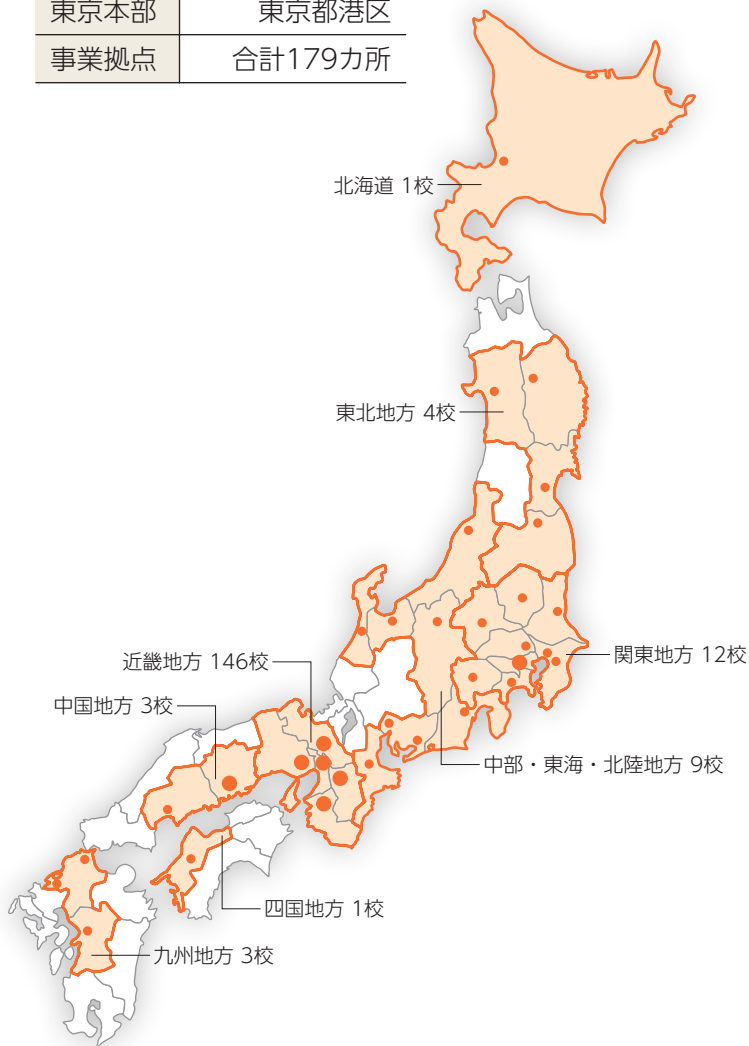 東京本部 東京都港区
事業拠点 合計179カ所
北海道 1校
東北地方 4校
関東地方 12校
近畿地方 146校
中国地方 3校
中部・東海・北陸地方 9校
四国地方 1校
九州地方 3校